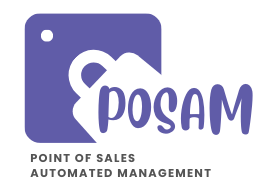 POSAM
POINT OF SALES
AUTOMATED MANAGEMENT